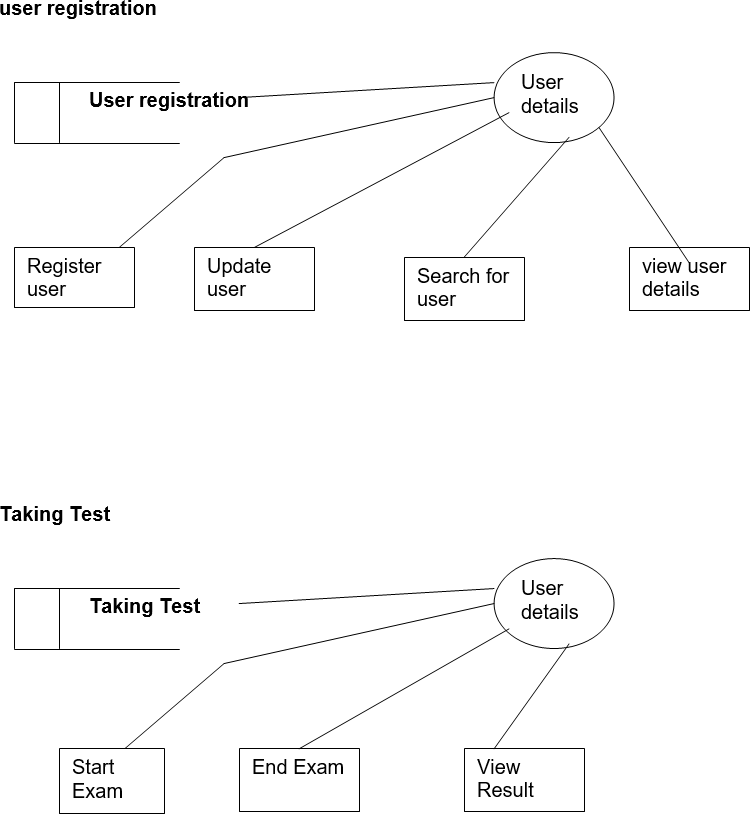 user registration
User registration
User
details
Register
user
Update
user
Search for
user
view user
details
Taking Test
Taking Test
User
details
Start
Exam
End Exam
View
Result